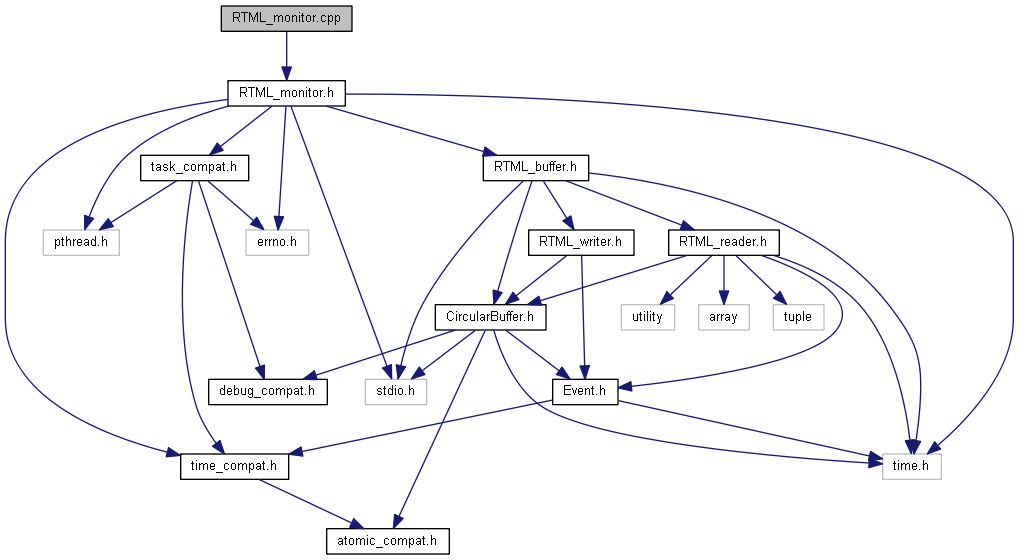 RTML_monitor.cpp
RTML_monitor.h
task_compat.h
RTML_buffer.h
pthread.h
errno.h
RTML_writer.h
RTML_reader.h
CircularBuffer.h
utility
array
tuple
debug_compat.h
stdio.h
Event.h
time_compat.h
time.h
atomic_compat.h